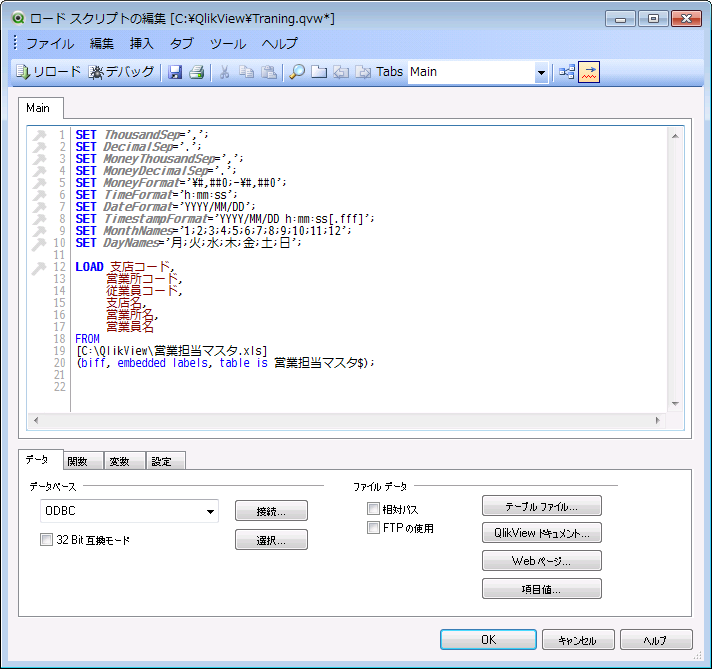 ロード スクリプトの編集 [C:¥QlikView¥Traning.qvw*]
ファイル 編集 挿入 タブ ツール ヘルプ
リロード デバッグ Tabs Main
Main
1 SET ThousandSep=',';
2 SET DecimalSep='.';
3 SET MoneyThousandSep=',';
4 SET MoneyDecimalSep='.';
5 SET MoneyFormat='¥#,##0;-¥#,##0';
6 SET TimeFormat='h:mm:ss';
7 SET DateFormat='YYYY/MM/DD';
8 SET TimestampFormat='YYYY/MM/DD h:mm:ss[.fff]';
9 SET MonthNames='1;2;3;4;5;6;7;8;9;10;11;12';
10 SET DayNames='月;火;水;木;金;土;日';
11
12 LOAD 支店コード,
13 営業所コード,
14 従業員コード,
15 支店名,
16 営業所名,
17 営業員名
18 FROM
19 [C:\QlikView\営業担当マスタ.xls]
20 (biff, embedded labels, table is 営業担当マスタ$);
21
22
データ 関数 変数 設定
データベース
ODBC
接続...
32 Bit 互換モード
選択...
ファイル データ
相対パス
FTP の使用
テーブル ファイル...
QlikView ドキュメント...
Web ページ...
項目値...
OK キャンセル ヘルプ